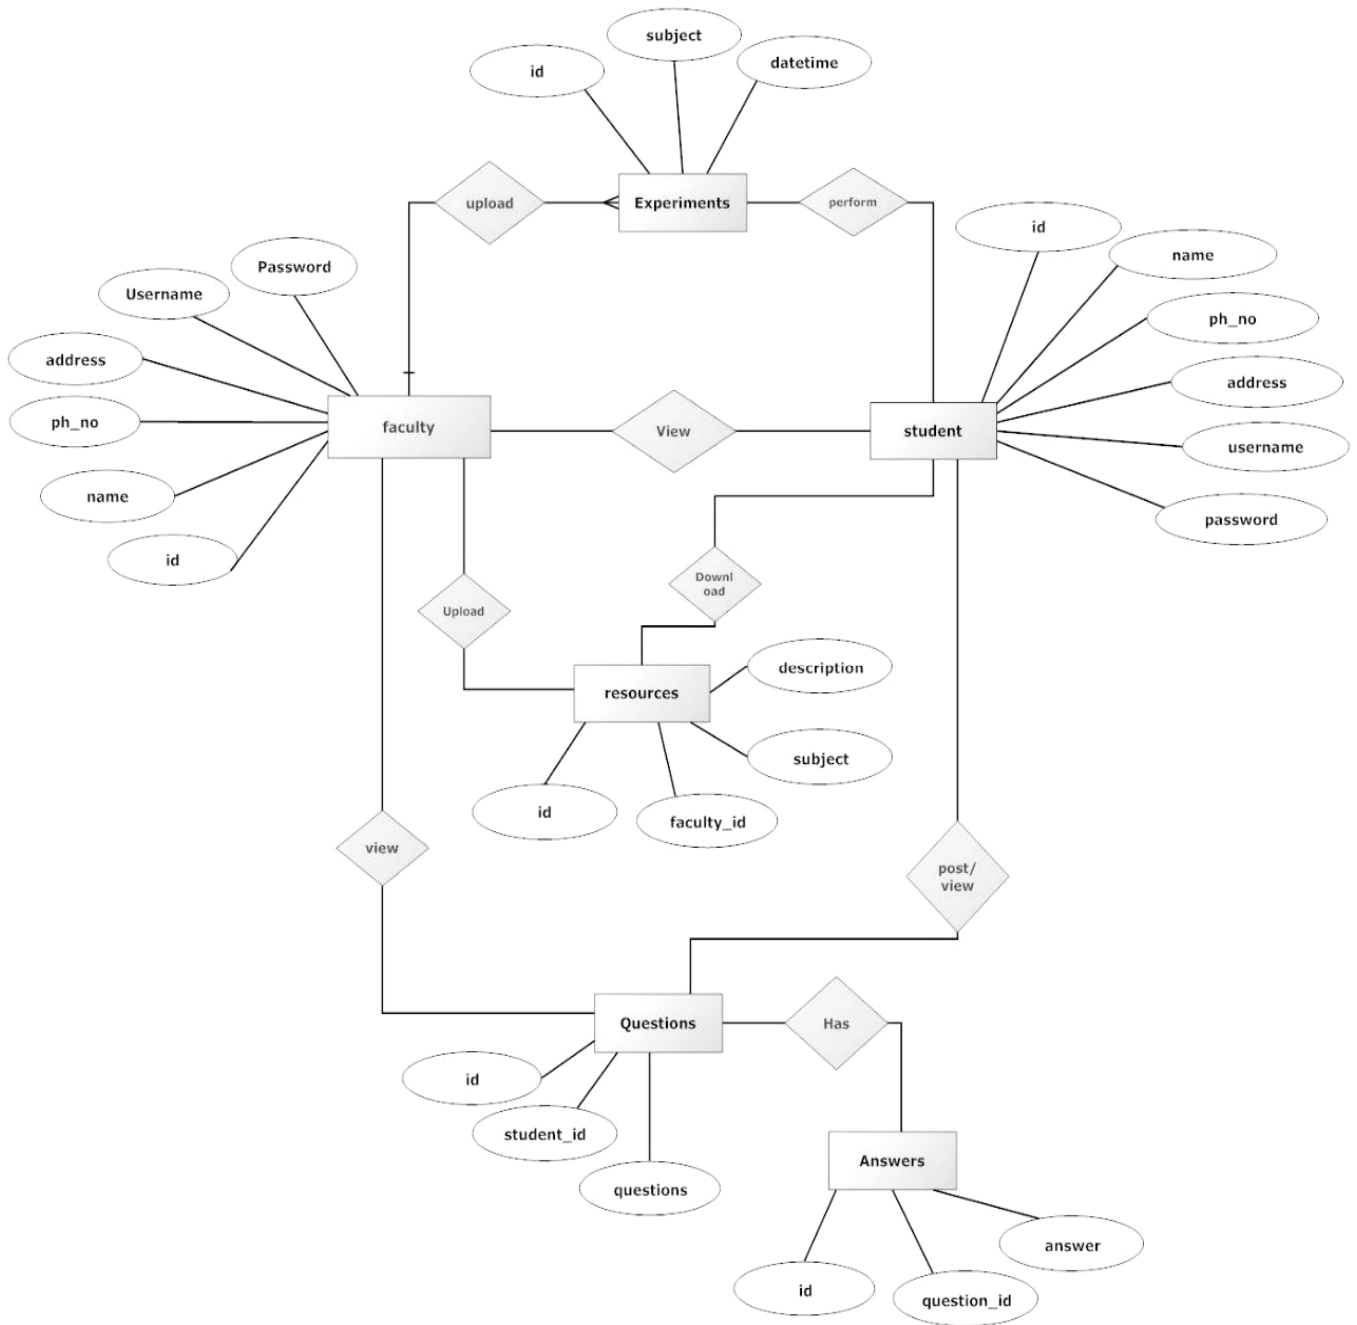 subject
id
datetime
upload
Experiments
perform
id
name
Password
Username
ph_no
address
address
ph_no
faculty
View
student
username
name
password
id
Upload
Downl
oad
description
resources
subject
id
faculty_id
view
post/
view
Questions
Has
id
student_id
questions
Answers
answer
id
question_id